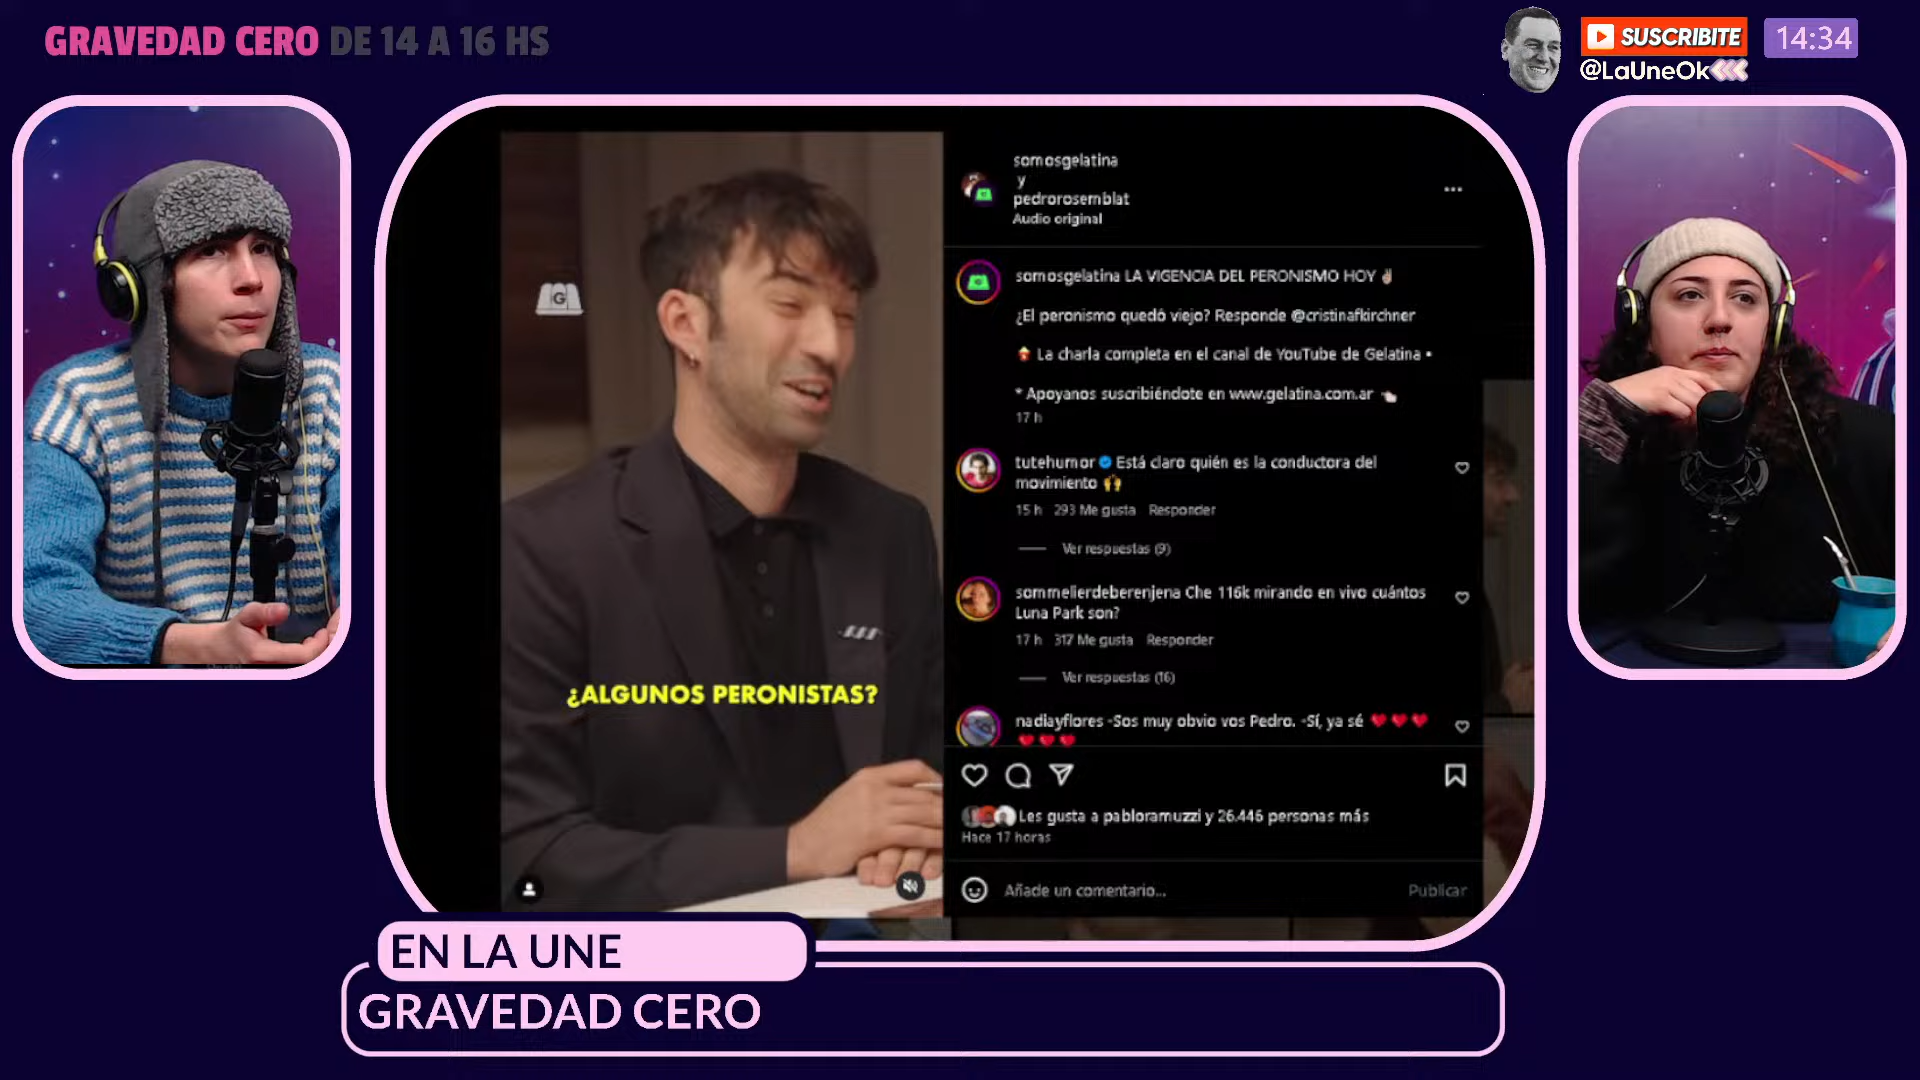 GRAVEDAD CERO DE 14 A 16 HS
SUSCRIBITE
@LaUneOk
14:34
somosgelatina
y
pedrorosemblat
Audio original
somosgelatina LA VIGENCIA DEL PERONISMO HOY
¿El peronismo quedó viejo? Responde @cristinafkirchner
La charla completa en el canal de YouTube de Gelatina •
* Apoyanos suscribiéndote en www.gelatina.com.ar
17 h
tutehumor Está claro quién es la conductora del
movimiento
15 h 293 Me gusta Responder
Ver respuestas (9)
sommelierdeberenjena Che 116k mirando en vivo cuántos
Luna Park son?
17 h 317 Me gusta Responder
Ver respuestas (16)
nadiayflores -Sos muy obvio vos Pedro. -Sí, ya sé
Les gusta a pabloramuzzi y 26.446 personas más
Hace 17 horas
Añade un comentario...
Publicar
G
¿ALGUNOS PERONISTAS?
EN LA UNE
GRAVEDAD CERO